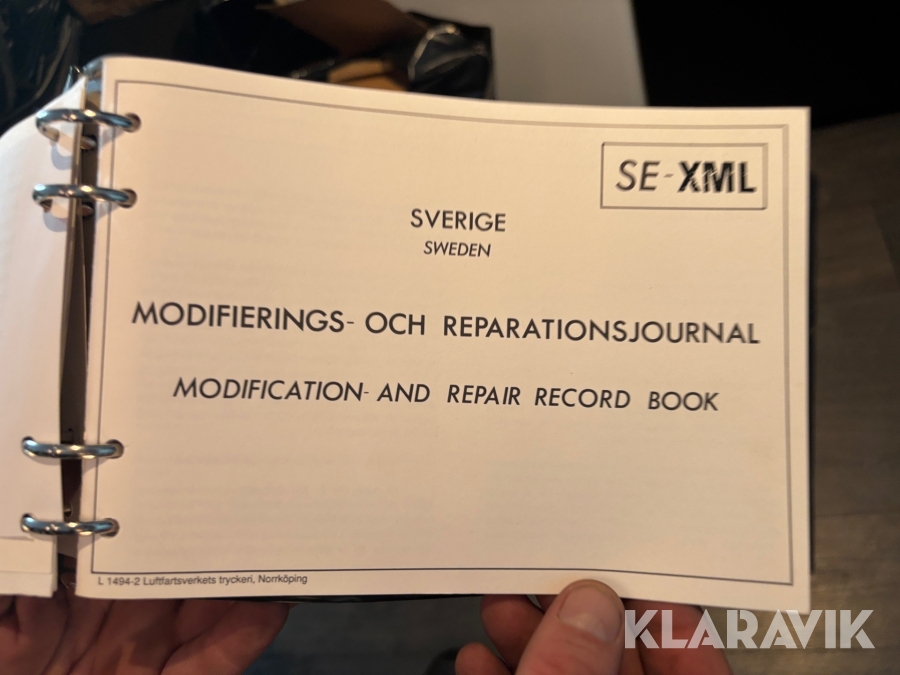 SE-XML
SVERIGE
SWEDEN
MODIFIERINGS- OCH REPARATIONSJOURNAL
MODIFICATION- AND REPAIR RECORD BOOK
L 1494-2 Luftfartsverkets tryckeri, Norrköping
KLARAVIK